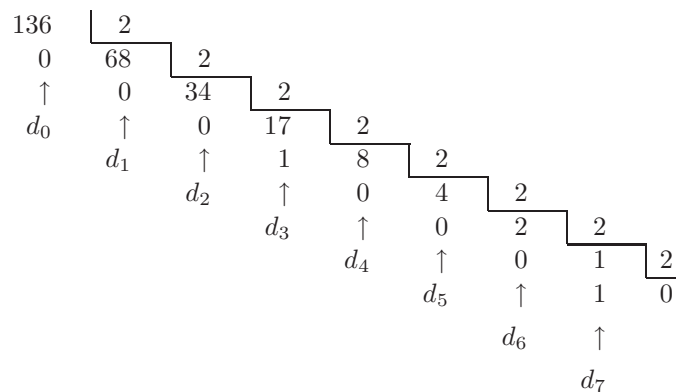 136 2
0 68 2
↑ 0 34 2
d₀ ↑ 0 17 2
d₁ ↑ 1 8 2
d₂ ↑ 0 4 2
d₃ ↑ 0 2 2
d₄ ↑ 0 1 2
d₅ ↑ 1 0
d₆ ↑
d₇